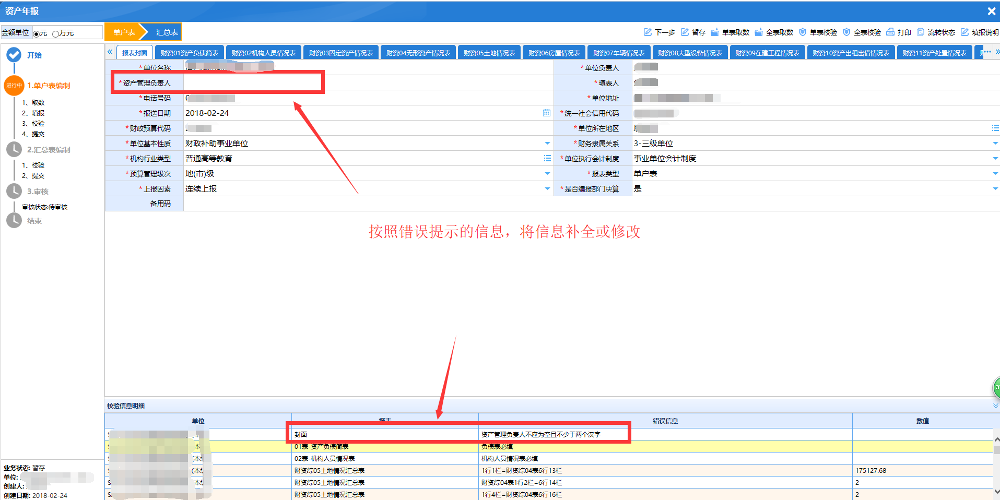 资产年报
金额单位 元 万元
单户表 汇总表
下一步 暂存 单表取数 全表取数 单表校验 全表校验 打印 流转状态 填报说明
开始
进行中 1.单户表编制
1、取数
2、填报
3、校验
4、提交
2.汇总表编制
1、校验
2、提交
3.审核
审核状态:待审核
结束
报表封面 财资01资产负债简表 财资02机构人员情况表 财资03固定资产情况表 财资04无形资产情况表 财资05土地情况表 财资06房屋情况表 财资07车辆情况表 财资08大型设备情况表 财资09在建工程情况表 财资10资产出租出借情况表 财资11资产处置情况表
*单位名称 *单位负责人
*资产管理负责人 *填表人
*电话号码 0 *单位地址
*报送日期 2018-02-24 *统一社会信用代码
*财政预算代码 *单位所在地区
*单位基本性质 财政补助事业单位 *财务隶属关系 3-三级单位
*机构行业类型 普通高等教育 *单位执行会计制度 事业单位会计制度
*预算管理级次 地(市)级 *报表类型 单户表
*上报因素 连续上报 *是否编报部门决算 是
备用码
按照错误提示的信息，将信息补全或修改
校验信息明细
单位 报表 错误信息 数值
封面 资产管理负责人不应为空且不少于两个汉字
01表-资产负债简表 负债表必填
02表-机构人员情况表 机构人员情况表必填
财资综05土地情况汇总表 1行1栏=财资综04表6行13栏 175127.68
财资综05土地情况汇总表 财资综04表1行2栏=6行14栏 2
财资综05土地情况汇总表 1行4栏=财资综04表6行16栏 2
业务状态: 暂存
单位:
创建人:
创建日期: 2018-02-24